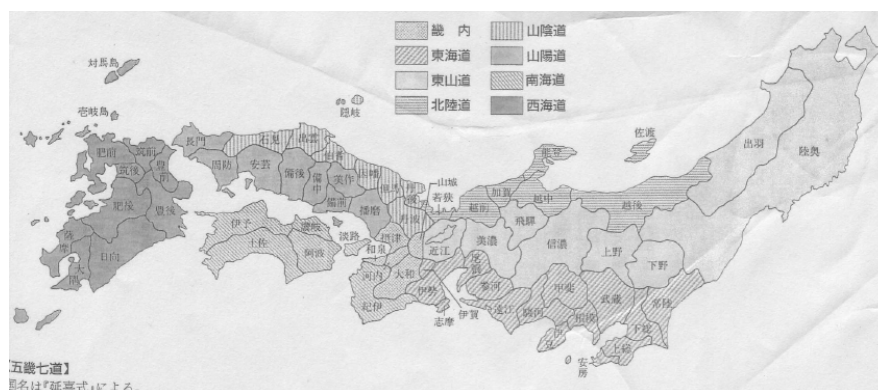 畿内
山陰道
東海道
山陽道
東山道
南海道
北陸道
西海道
対馬島
壱岐島
隠岐
佐渡
能登
出羽
陸奥
肥前
筑前
筑後
豊前
肥後
豊後
薩摩
日向
大隅
長門
石見
出雲
伯耆
周防
安芸
備後
備中
美作
備前
因幡
但馬
丹後
丹波
播磨
摂津
山城
若狭
淡路
和泉
河内
大和
紀伊
伊予
讃岐
土佐
阿波
近江
越前
加賀
越中
越後
飛騨
美濃
信濃
上野
下野
尾張
参河
遠江
駿河
甲斐
伊豆
相模
武蔵
常陸
下総
上総
安房
伊勢
伊賀
志摩
五畿七道】
国名は『延喜式』による。